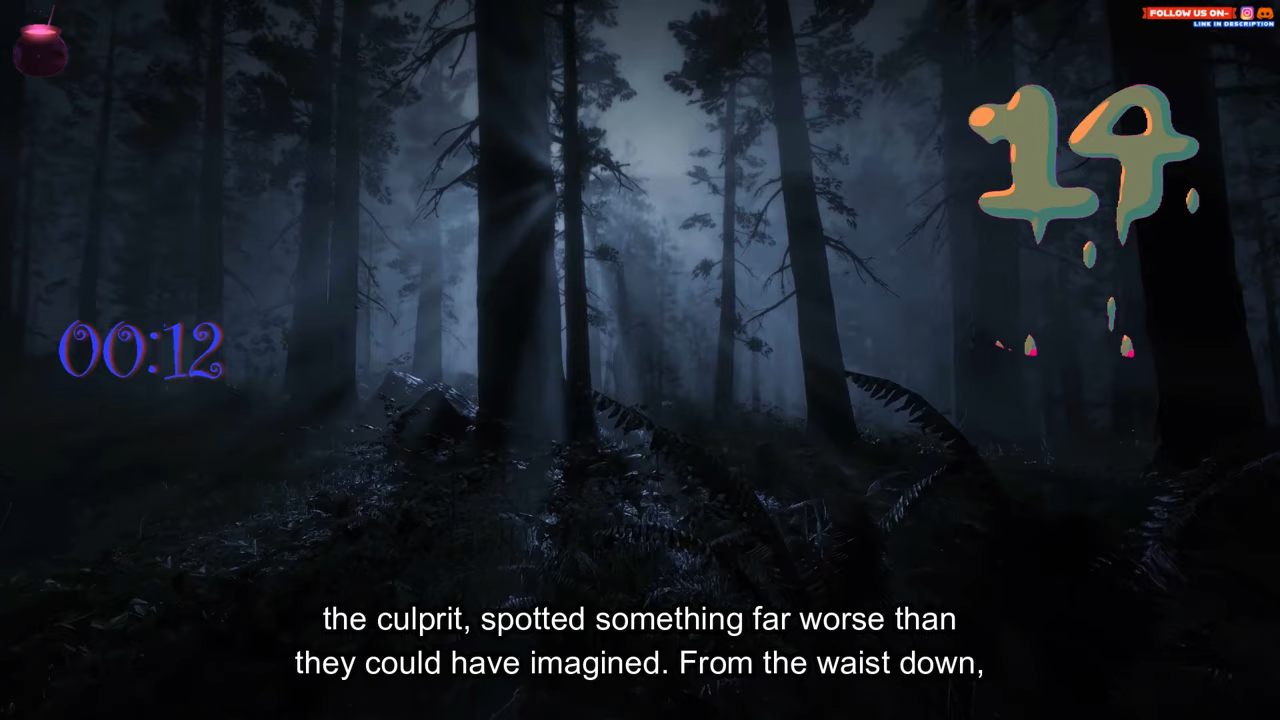 FOLLOW US ON-
LINK IN DESCRIPTION
14
00:12
the culprit, spotted something far worse than
they could have imagined. From the waist down,